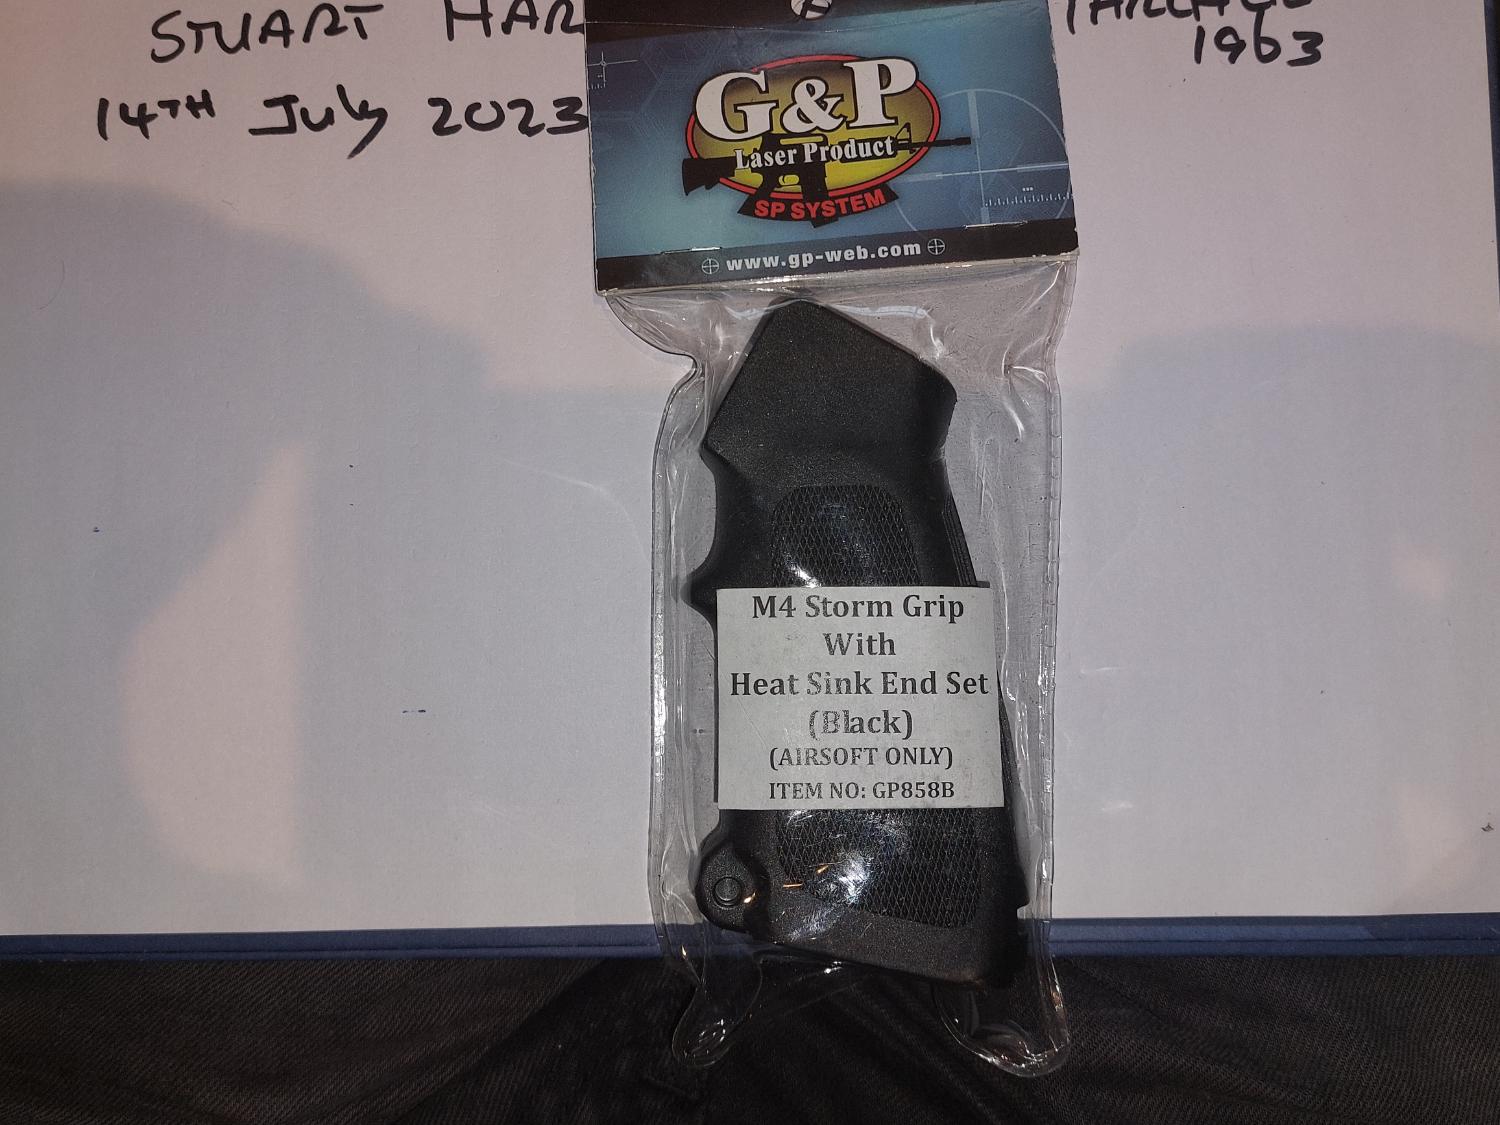 STUART
1963
14TH July 2023
G&P
Laser Product
SP SYSTEM
www.gp-web.com
M4 Storm Grip
With
Heat Sink End Set
(Black)
(AIRSOFT ONLY)
ITEM NO: GP858B